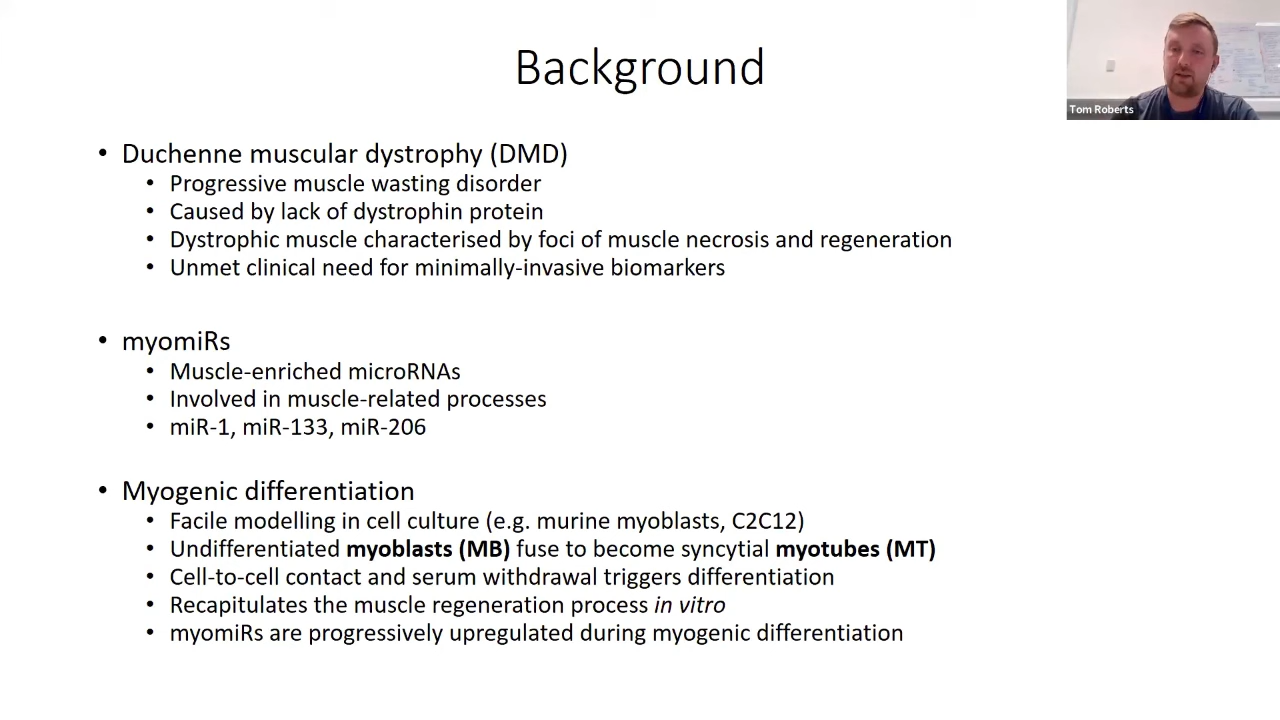 Background
Tom Roberts
• Duchenne muscular dystrophy (DMD)
• Progressive muscle wasting disorder
• Caused by lack of dystrophin protein
• Dystrophic muscle characterised by foci of muscle necrosis and regeneration
• Unmet clinical need for minimally-invasive biomarkers
• myomiRs
• Muscle-enriched microRNAs
• Involved in muscle-related processes
• miR-1, miR-133, miR-206
• Myogenic differentiation
• Facile modelling in cell culture (e.g. murine myoblasts, C2C12)
• Undifferentiated myoblasts (MB) fuse to become syncytial myotubes (MT)
• Cell-to-cell contact and serum withdrawal triggers differentiation
• Recapitulates the muscle regeneration process in vitro
• myomiRs are progressively upregulated during myogenic differentiation